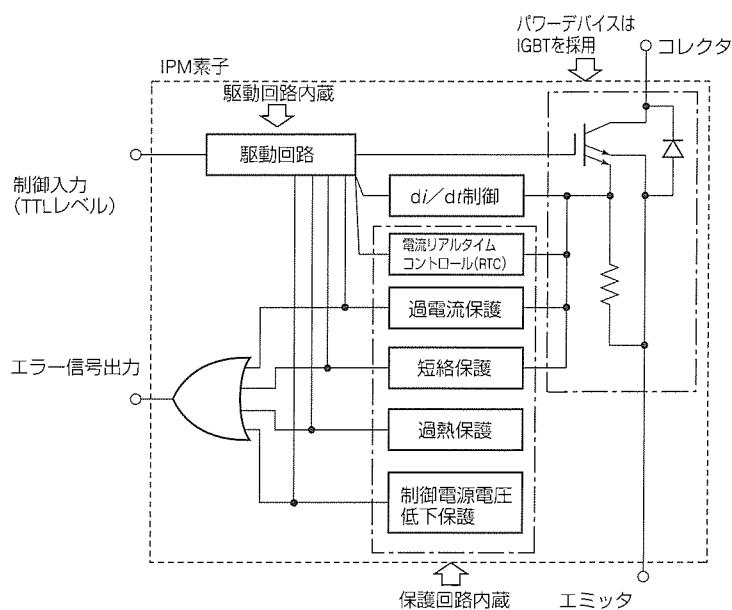 パワーデバイスは
IGBTを採用
コレクタ
IPM素子
駆動回路内蔵
駆動回路
制御入力
(TTLレベル)
di/dt制御
電流リアルタイム
コントロール(RTC)
過電流保護
エラー信号出力
短絡保護
過熱保護
制御電源電圧
低下保護
保護回路内蔵
エミッタ